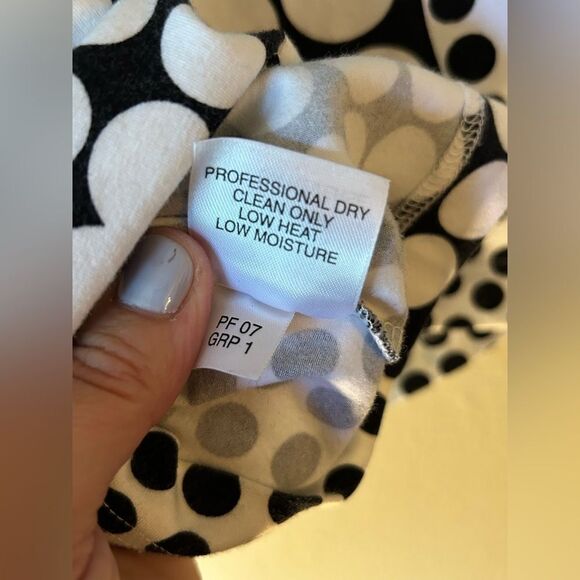 PROFESSIONAL DRY
CLEAN ONLY
LOW HEAT
LOW MOISTURE
PF 07
GRP 1